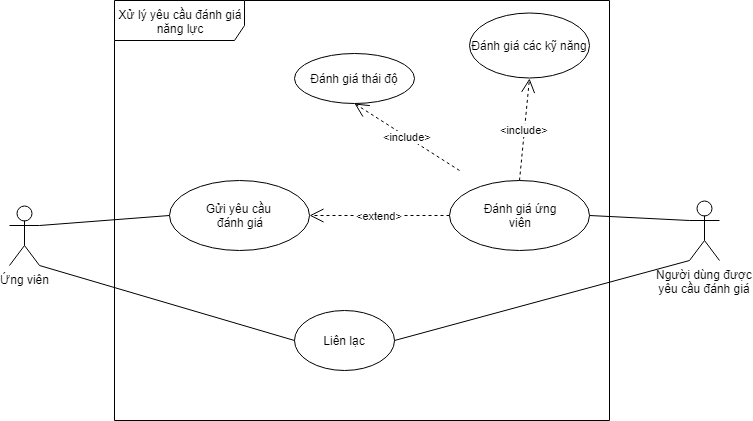 Xử lý yêu cầu đánh giá
năng lực
Đánh giá các kỹ năng
Đánh giá thái độ
<include>
<include>
Gửi yêu cầu
đánh giá
<extend>
Đánh giá ứng
viên
Ứng viên
Người dùng được
yêu cầu đánh giá
Liên lạc